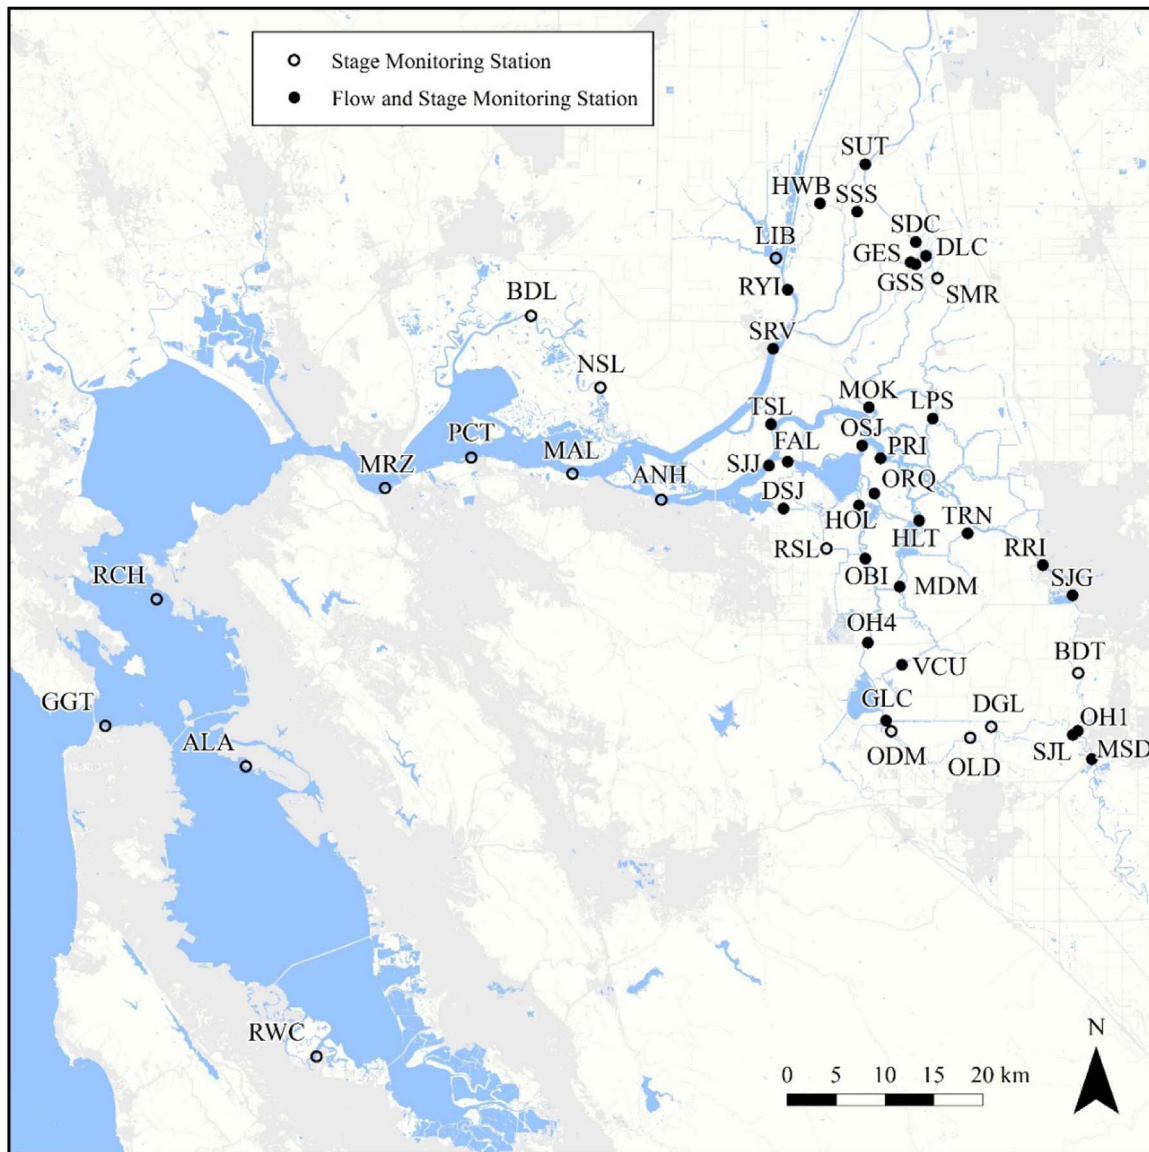 Stage Monitoring Station
Flow and Stage Monitoring Station
SUT
HWB
SSS
SDC
LIB
DLC
GES
GSS
RYI
SMR
BDL
SRV
NSL
MOK
LPS
TSL
OSJ
FAL
PRI
PCT
MAL
MRZ
SJJ
ANH
ORQ
DSJ
HOL
TRN
HLT
RSL
RRI
OBI
SJG
RCH
MDM
OH4
BDT
VCU
GLC
DGL
GGT
OH1
ALA
SJL
MSD
ODM
OLD
RWC
N
0 5 10 15 20 km